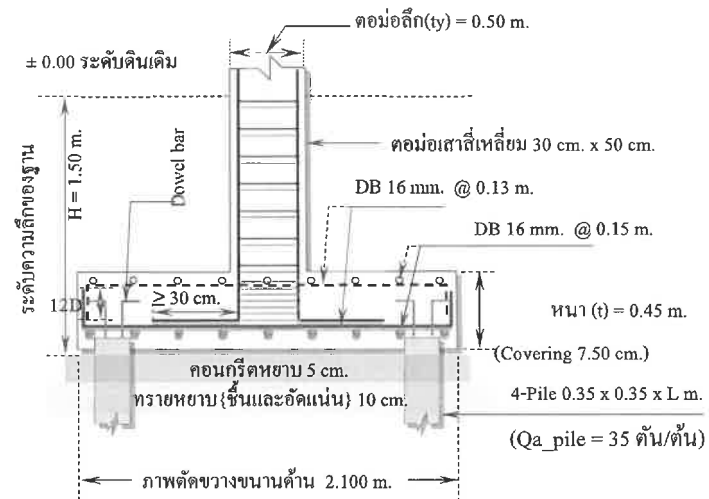 ตอม่อลึก(ty) = 0.50 m.
± 0.00 ระดับดินเดิม
ระดับความลึกของฐาน
H = 1.50 m.
Dowel bar
ตอม่อเสาสี่เหลี่ยม 30 cm. x 50 cm.
DB 16 mm. @ 0.13 m.
DB 16 mm. @ 0.15 m.
12D
≥ 30 cm.
หนา (t) = 0.45 m.
(Covering 7.50 cm.)
คอนกรีตหยาบ 5 cm.
ทรายหยาบ{ชื้นและอัดแน่น} 10 cm.
4-Pile 0.35 x 0.35 x L m.
(Qa_pile = 35 ตัน/ต้น)
ภาพตัดขวางขนานด้าน 2.100 m.